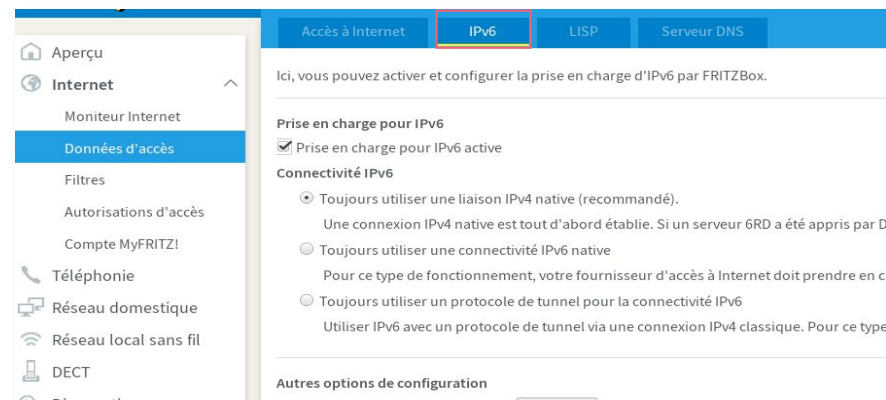 Accès à Internet IPv6 LISP Serveur DNS
Aperçu
Internet
Moniteur Internet
Données d'accès
Filtres
Autorisations d'accès
Compte MyFRITZ!
Téléphonie
Réseau domestique
Réseau local sans fil
DECT
Ici, vous pouvez activer et configurer la prise en charge d'IPv6 par FRITZBox.
Prise en charge pour IPv6
Prise en charge pour IPv6 active
Connectivité IPv6
Toujours utiliser une liaison IPv4 native (recommandé).
Une connexion IPv4 native est tout d'abord établie. Si un serveur 6RD a été appris par D
Toujours utiliser une connectivité IPv6 native
Pour ce type de fonctionnement, votre fournisseur d'accès à Internet doit prendre en c
Toujours utiliser un protocole de tunnel pour la connectivité IPv6
Utiliser IPv6 avec un protocole de tunnel via une connexion IPv4 classique. Pour ce type
Autres options de configuration